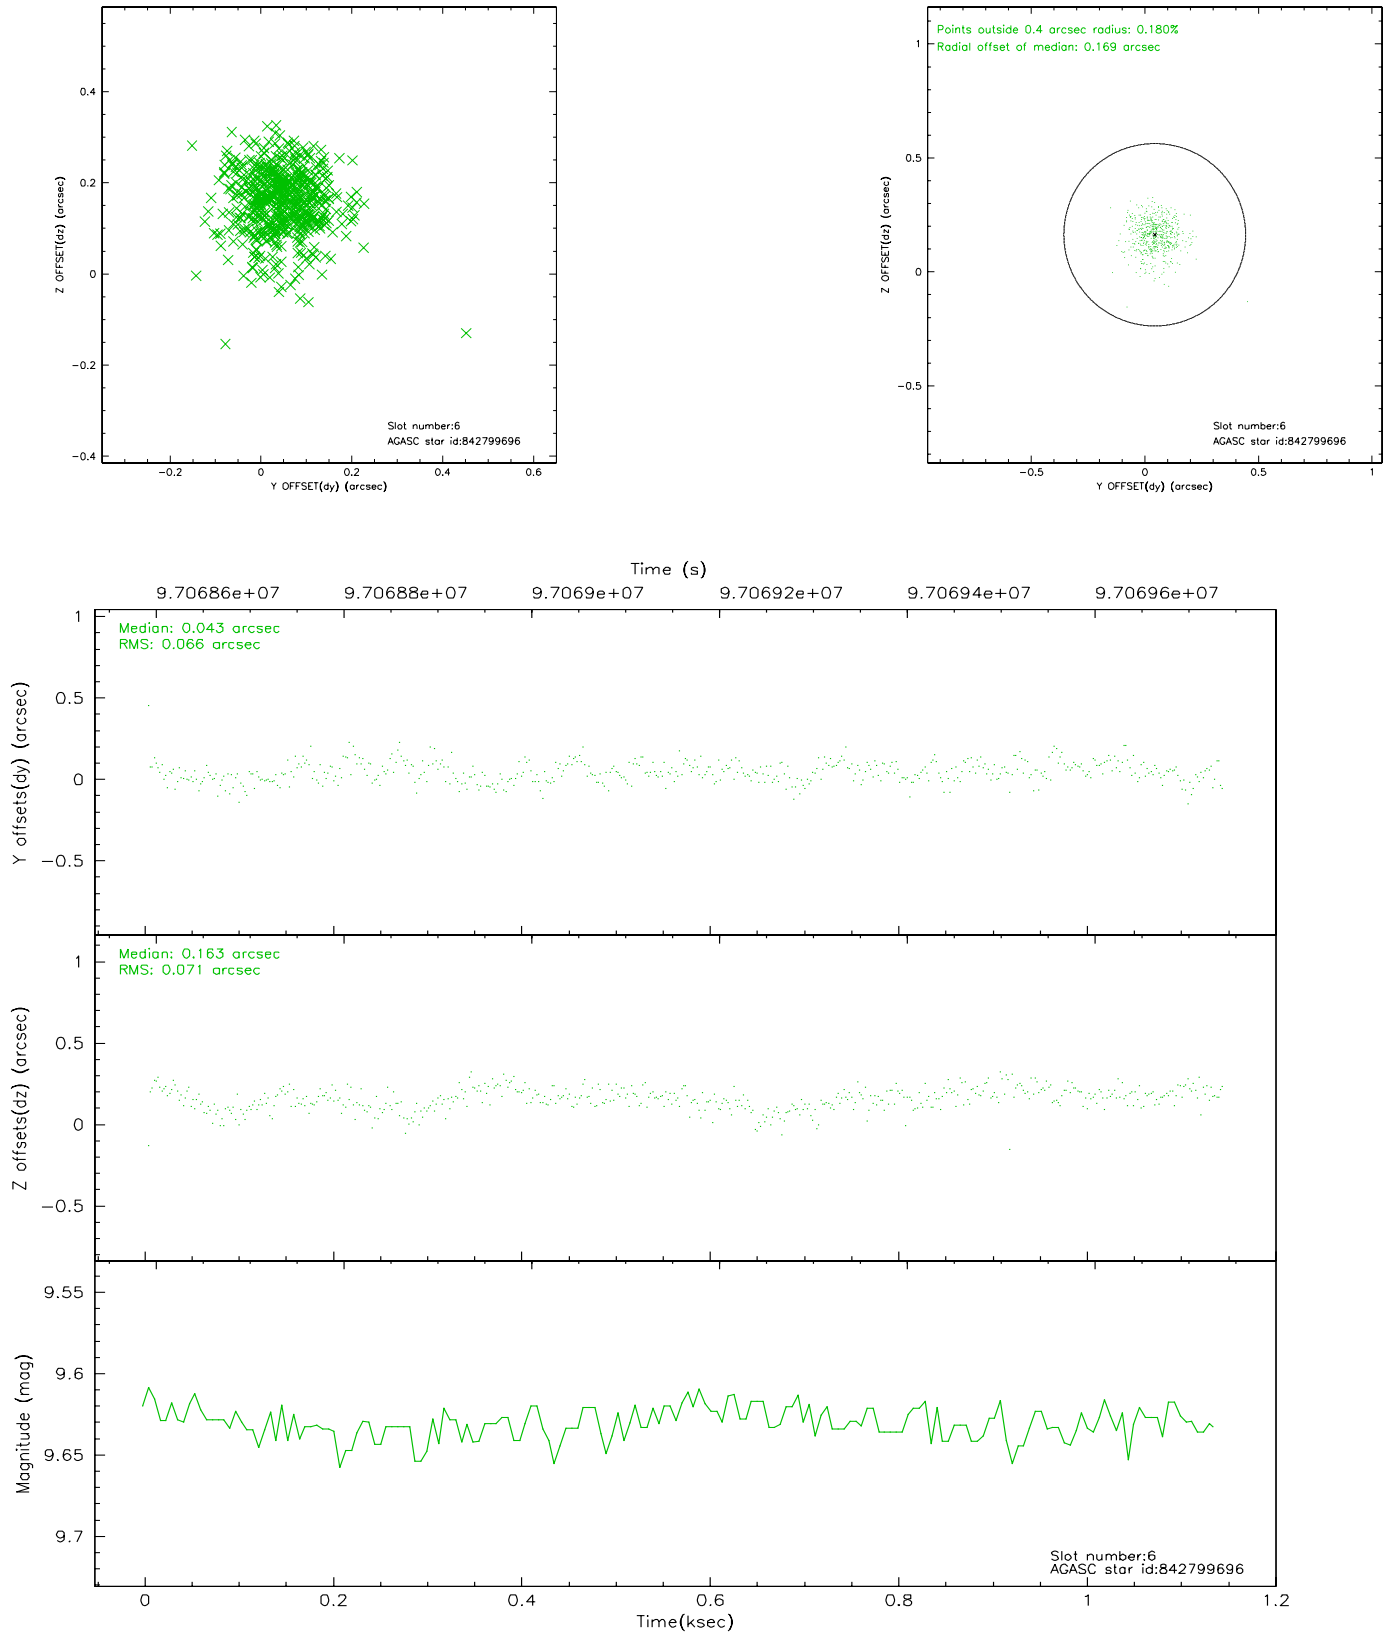 0.4
0.2
0
−0.2
−0.4
Z OFFSET(dz) (arcsec)
Slot number:6
AGASC star id:842799696
−0.2 0 0.2 0.4 0.6
Y OFFSET(dy) (arcsec)
Points outside 0.4 arcsec radius: 0.180%
Radial offset of median: 0.169 arcsec
1
0.5
0
−0.5
Z OFFSET(dz) (arcsec)
Slot number:6
AGASC star id:842799696
−0.5 0 0.5 1
Y OFFSET(dy) (arcsec)
Time (s)
9.70686e+07 9.70688e+07 9.7069e+07 9.70692e+07 9.70694e+07 9.70696e+07
Median: 0.043 arcsec
RMS: 0.066 arcsec
1
0.5
0
−0.5
Y offsets(dy) (arcsec)
Median: 0.163 arcsec
RMS: 0.071 arcsec
1
0.5
0
−0.5
Z offsets(dz) (arcsec)
9.55
9.6
9.65
9.7
Magnitude (mag)
Slot number:6
AGASC star id:842799696
0 0.2 0.4 0.6 0.8 1 1.2
Time(ksec)